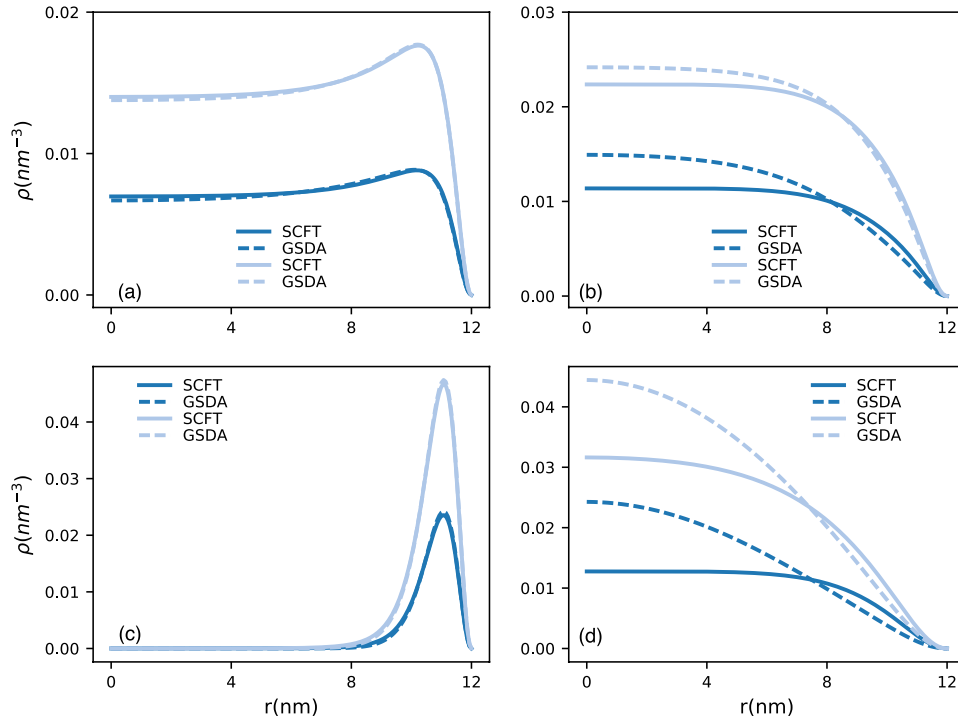 0.02
0.01
0.00
ρ(nm⁻³)
SCFT
GSDA
SCFT
GSDA
(a)
0 4 8 12
0.03
0.02
0.01
0.00
SCFT
GSDA
SCFT
GSDA
(b)
0 4 8 12
0.04
0.03
0.02
0.01
0.00
ρ(nm⁻³)
SCFT
GSDA
SCFT
GSDA
(c)
0 4 8 12
r(nm)
0.04
0.03
0.02
0.01
0.00
SCFT
GSDA
SCFT
GSDA
(d)
0 4 8 12
r(nm)